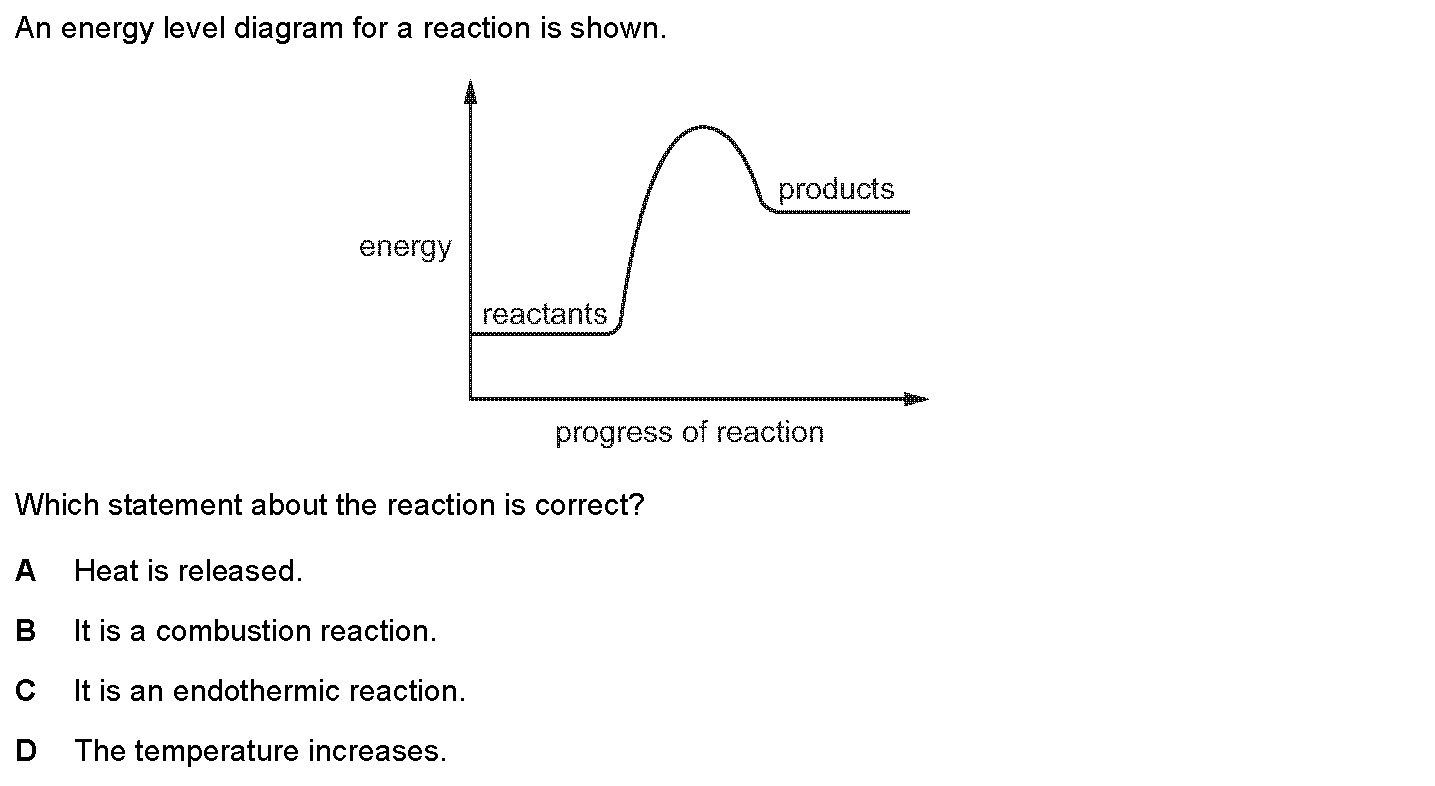 An energy level diagram for a reaction is shown.
products
energy
reactants
progress of reaction
Which statement about the reaction is correct?
A Heat is released.
B It is a combustion reaction.
C It is an endothermic reaction.
D The temperature increases.